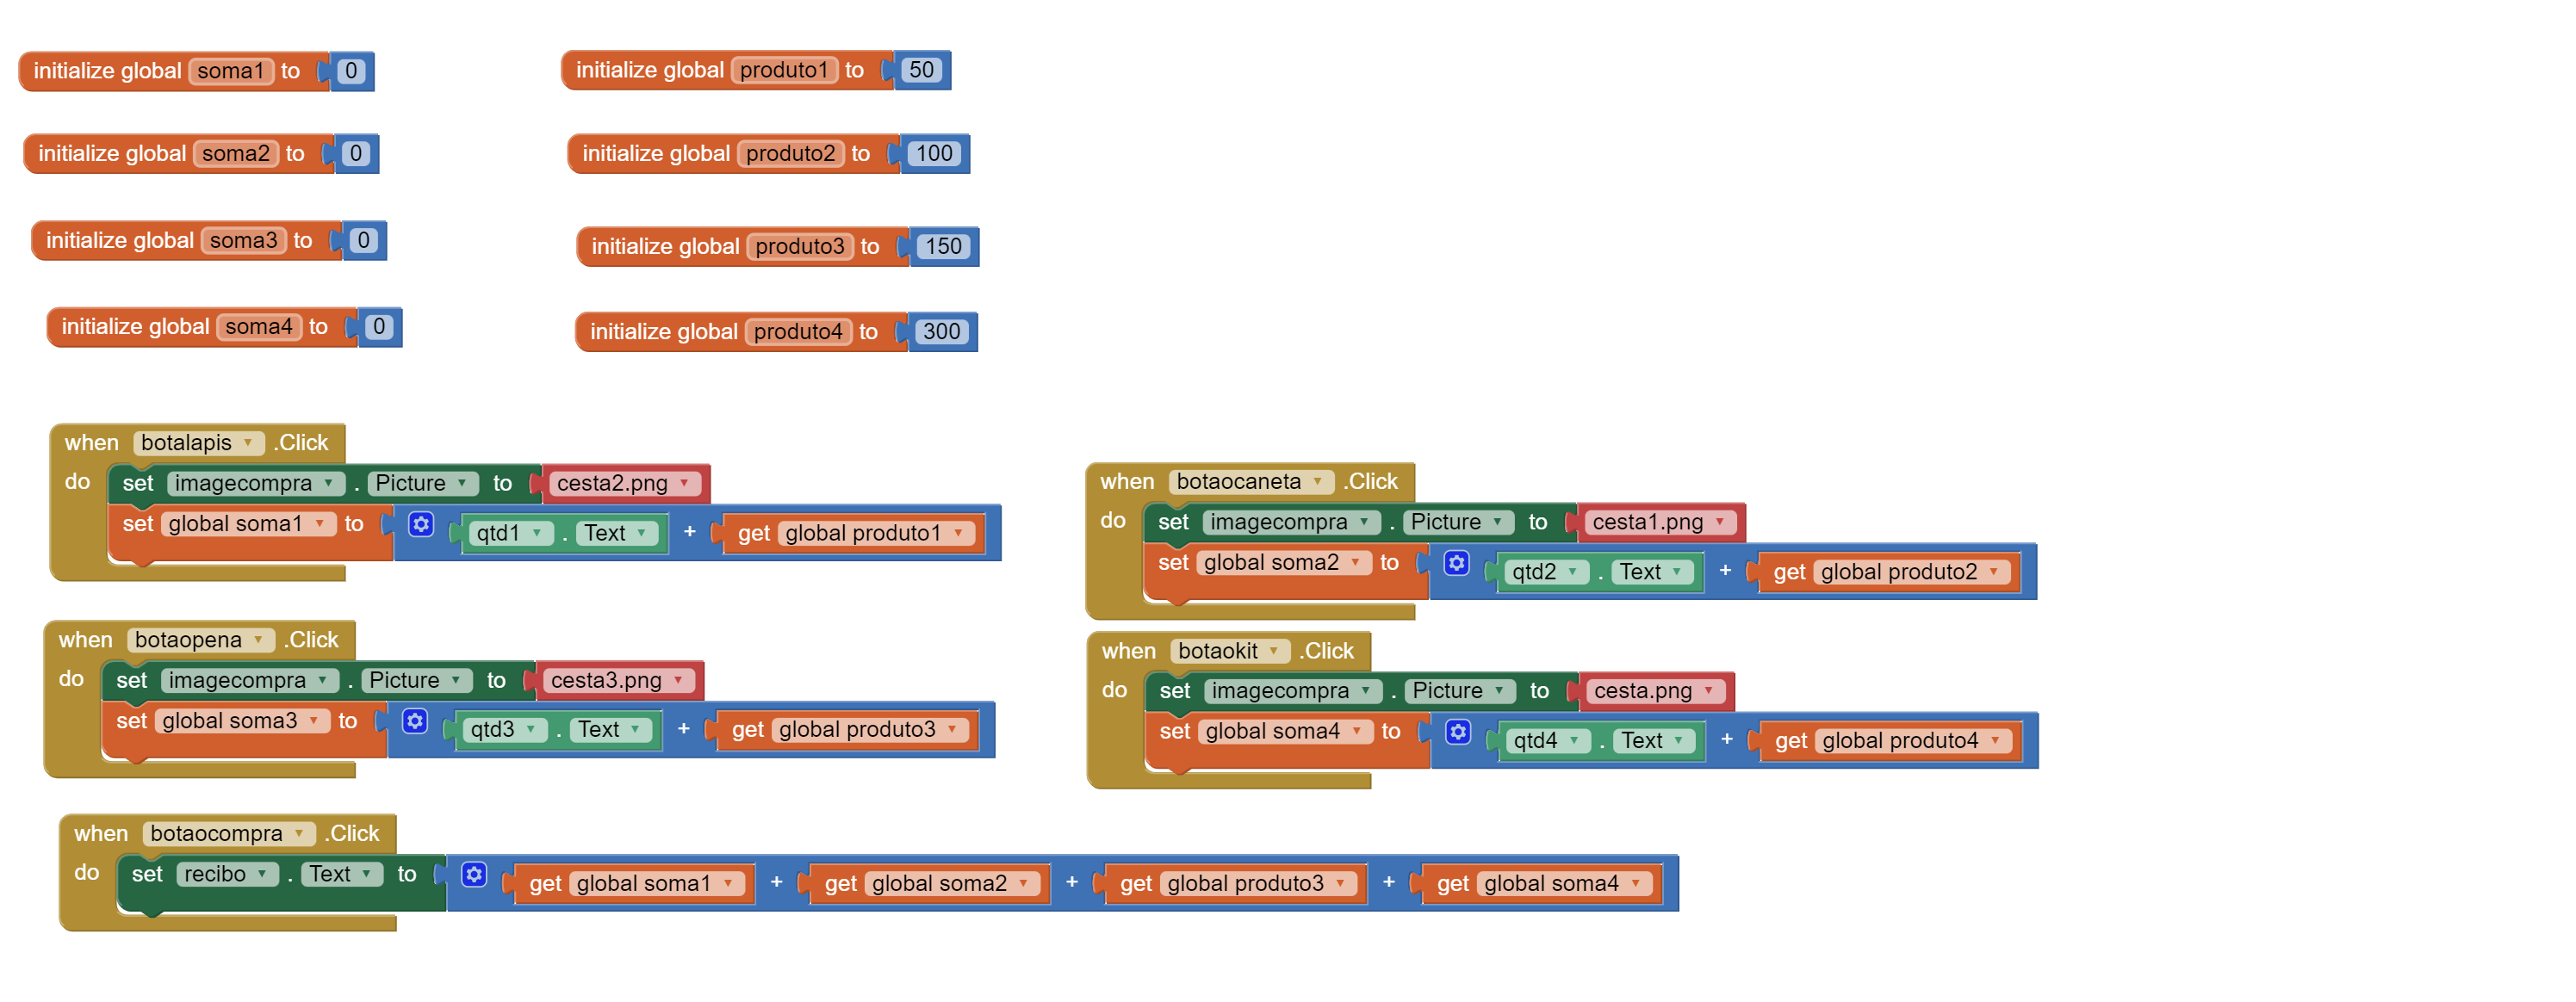 initialize global soma1 to 0
initialize global produto1 to 50
initialize global soma2 to 0
initialize global produto2 to 100
initialize global soma3 to 0
initialize global produto3 to 150
initialize global soma4 to 0
initialize global produto4 to 300
when botalapis .Click
do set imagecompra . Picture to cesta2.png
set global soma1 to qtd1 . Text + get global produto1
when botaocaneta .Click
do set imagecompra . Picture to cesta1.png
set global soma2 to qtd2 . Text + get global produto2
when botaopena .Click
do set imagecompra . Picture to cesta3.png
set global soma3 to qtd3 . Text + get global produto3
when botaokit .Click
do set imagecompra . Picture to cesta.png
set global soma4 to qtd4 . Text + get global produto4
when botaocompra .Click
do set recibo . Text to get global soma1 + get global soma2 + get global produto3 + get global soma4